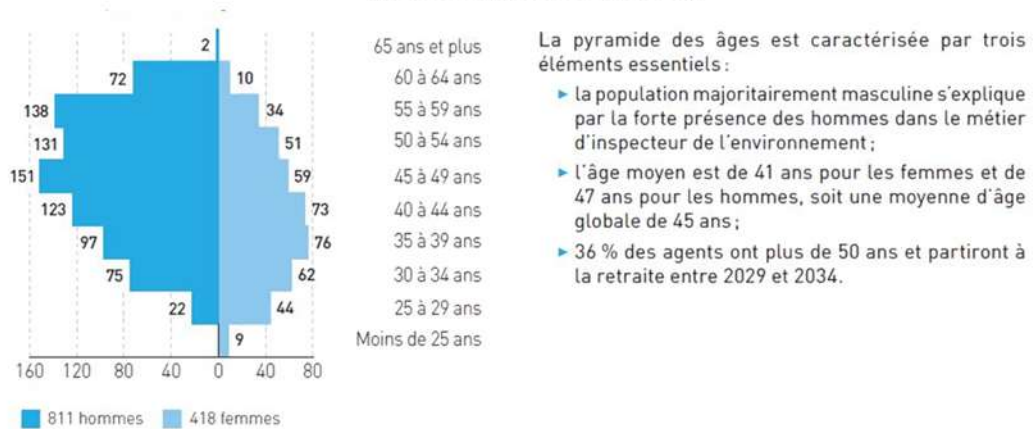 2 65 ans et plus
72 10 60 à 64 ans
138 34 55 à 59 ans
131 51 50 à 54 ans
151 59 45 à 49 ans
123 73 40 à 44 ans
97 76 35 à 39 ans
75 62 30 à 34 ans
22 44 25 à 29 ans
9 Moins de 25 ans
160 120 80 40 0 40 80
811 hommes 418 femmes
La pyramide des âges est caractérisée par trois
éléments essentiels :
▸ la population majoritairement masculine s'explique
par la forte présence des hommes dans le métier
d'inspecteur de l'environnement ;
▸ l'âge moyen est de 41 ans pour les femmes et de
47 ans pour les hommes, soit une moyenne d'âge
globale de 45 ans ;
▸ 36 % des agents ont plus de 50 ans et partiront à
la retraite entre 2029 et 2034.